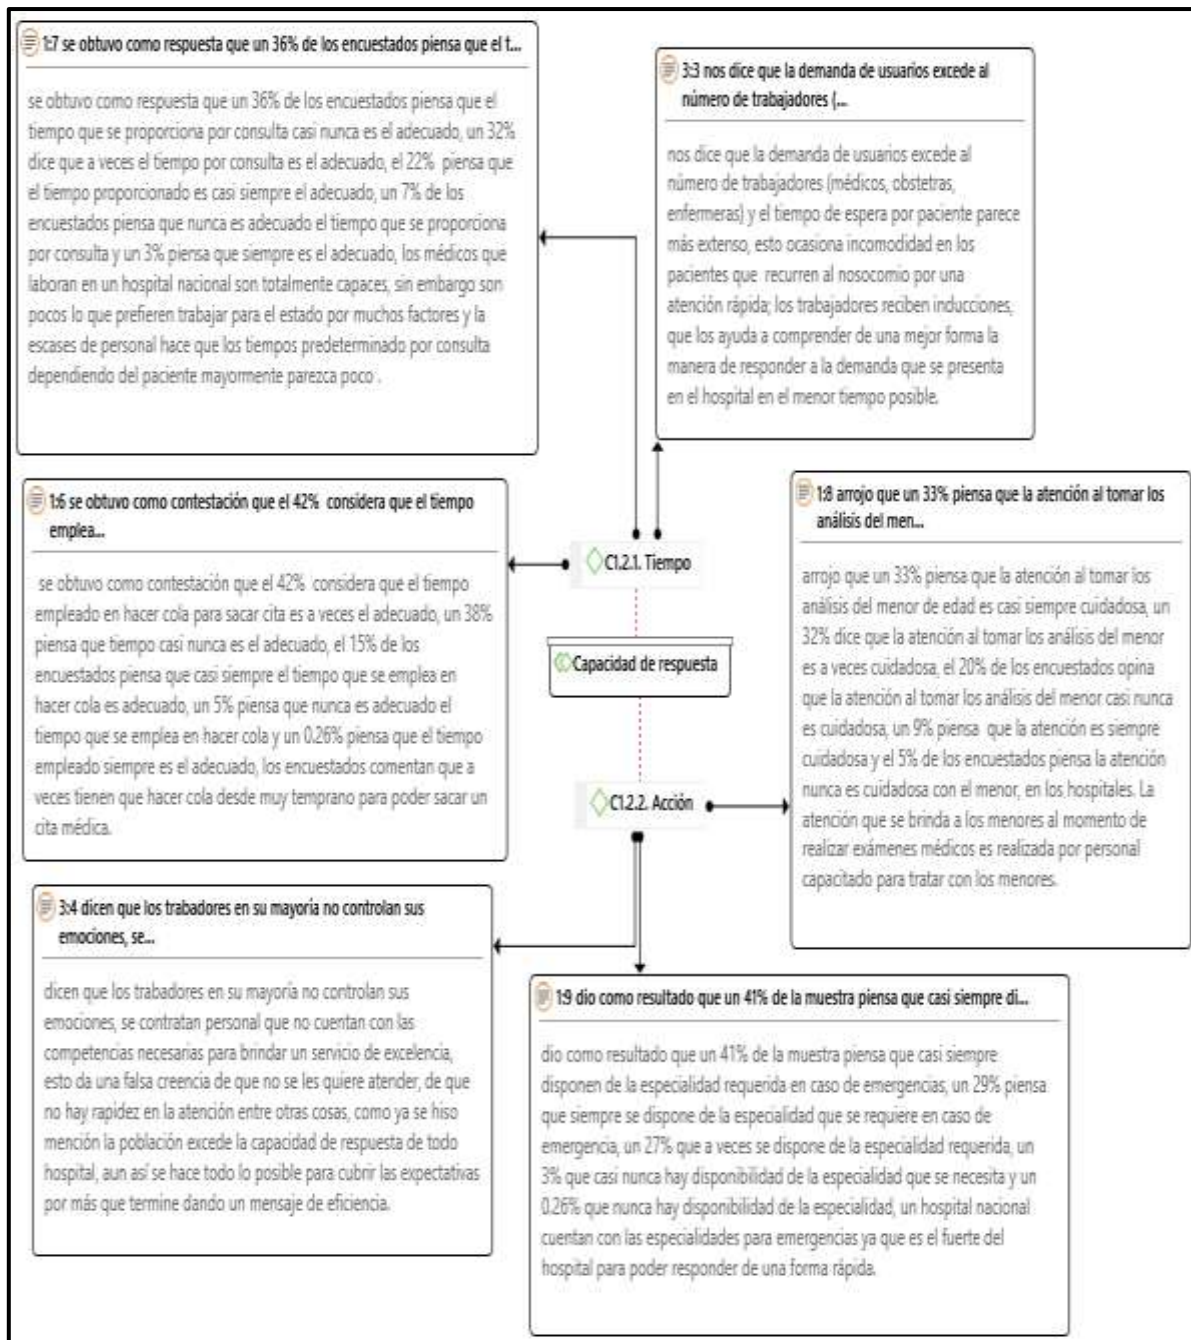 1:7 se obtuvo como respuesta que un 36% de los encuestados piensa que el t...
se obtuvo como respuesta que un 36% de los encuestados piensa que el
tiempo que se proporciona por consulta casi nunca es el adecuado, un 32%
dice que a veces el tiempo por consulta es el adecuado, el 22% piensa que
el tiempo proporcionado es casi siempre el adecuado, un 7% de los
encuestados piensa que nunca es adecuado el tiempo que se proporciona
por consulta y un 3% piensa que siempre es el adecuado, los médicos que
laboran en un hospital nacional son totalmente capaces, sin embargo son
pocos lo que prefieren trabajar para el estado por muchos factores y la
escases de personal hace que los tiempos predeterminado por consulta
dependiendo del paciente mayormente parezca poco .
3:3 nos dice que la demanda de usuarios excede al
número de trabajadores (...
nos dice que la demanda de usuarios excede al
número de trabajadores (médicos, obstetras,
enfermeras) y el tiempo de espera por paciente parece
más extenso, esto ocasiona incomodidad en los
pacientes que recurren al nosocomio por una
atención rápida; los trabajadores reciben inducciones,
que los ayuda a comprender de una mejor forma la
manera de responder a la demanda que se presenta
en el hospital en el menor tiempo posible.
1:6 se obtuvo como contestación que el 42% considera que el tiempo
emplea...
se obtuvo como contestación que el 42% considera que el tiempo
empleado en hacer cola para sacar cita es a veces el adecuado, un 38%
piensa que tiempo casi nunca es el adecuado, el 15% de los
encuestados piensa que casi siempre el tiempo que se emplea en
hacer cola es adecuado, un 5% piensa que nunca es adecuado el
tiempo que se emplea en hacer cola y un 0.26% piensa que el tiempo
empleado siempre es el adecuado, los encuestados comentan que a
veces tienen que hacer cola desde muy temprano para poder sacar un
cita médica.
C1.2.1. Tiempo
Capacidad de respuesta
C1.2.2. Acción
1:8 arrojo que un 33% piensa que la atención al tomar los
análisis del men...
arrojo que un 33% piensa que la atención al tomar los
análisis del menor de edad es casi siempre cuidadosa, un
32% dice que la atención al tomar los análisis del menor
es a veces cuidadosa, el 20% de los encuestados opina
que la atención al tomar los análisis del menor casi nunca
es cuidadosa, un 9% piensa que la atención es siempre
cuidadosa y el 5% de los encuestados piensa la atención
nunca es cuidadosa con el menor, en los hospitales. La
atención que se brinda a los menores al momento de
realizar exámenes médicos es realizada por personal
capacitado para tratar con los menores.
3:4 dicen que los trabadores en su mayoría no controlan sus
emociones, se...
dicen que los trabadores en su mayoría no controlan sus
emociones, se contratan personal que no cuentan con las
competencias necesarias para brindar un servicio de excelencia,
esto da una falsa creencia de que no se les quiere atender, de que
no hay rapidez en la atención entre otras cosas, como ya se hiso
mención la población excede la capacidad de respuesta de todo
hospital, aun así se hace todo lo posible para cubrir las expectativas
por más que termine dando un mensaje de eficiencia.
1:9 dio como resultado que un 41% de la muestra piensa que casi siempre di...
dio como resultado que un 41% de la muestra piensa que casi siempre
disponen de la especialidad requerida en caso de emergencias, un 29% piensa
que siempre se dispone de la especialidad que se requiere en caso de
emergencia, un 27% que a veces se dispone de la especialidad requerida, un
3% que casi nunca hay disponibilidad de la especialidad que se necesita y un
0.26% que nunca hay disponibilidad de la especialidad, un hospital nacional
cuentan con las especialidades para emergencias ya que es el fuerte del
hospital para poder responder de una forma rápida.